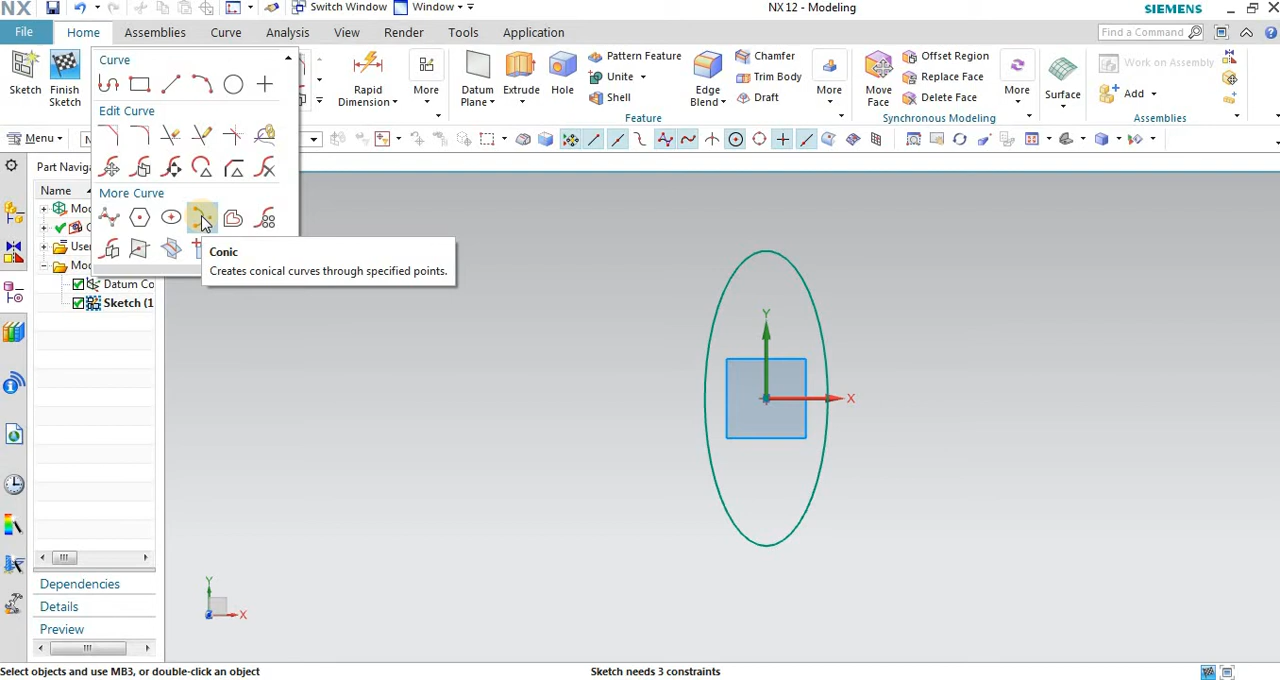 NX
Switch Window
Window
NX 12 - Modeling
SIEMENS
File
Home
Assemblies
Curve
Analysis
View
Render
Tools
Application
Find a Command
Sketch
Finish Sketch
Curve
Edit Curve
More Curve
Rapid Dimension
More
Datum Plane
Extrude
Hole
Pattern Feature
Unite
Shell
Edge Blend
Chamfer
Trim Body
Draft
More
Feature
Move Face
Offset Region
Replace Face
Delete Face
More
Synchronous Modeling
Surface
Work on Assembly
Add
Assemblies
Menu
Part Navig
Name
User
Datum Co
Sketch (1
Conic
Creates conical curves through specified points.
Y
X
Y
X
Dependencies
Details
Preview
Select objects and use MB3, or double-click an object
Sketch needs 3 constraints